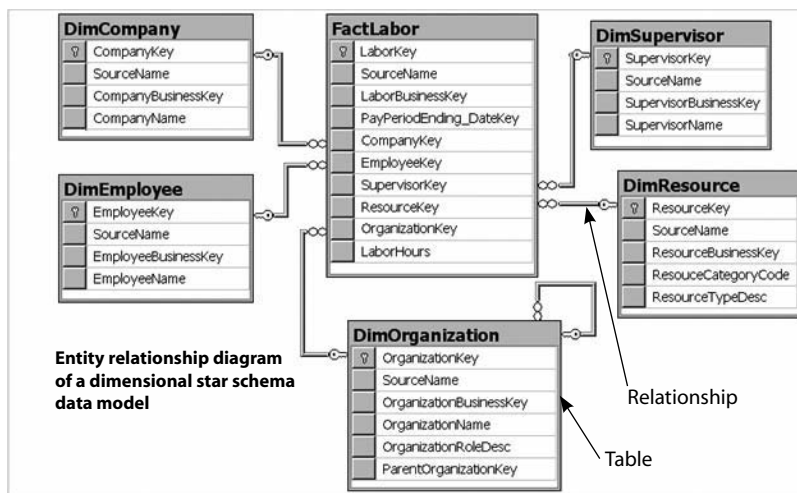 DimCompany
CompanyKey
SourceName
CompanyBusinessKey
CompanyName
FactLabor
LaborKey
SourceName
LaborBusinessKey
PayPeriodEnding_DateKey
CompanyKey
EmployeeKey
SupervisorKey
ResourceKey
OrganizationKey
LaborHours
DimSupervisor
SupervisorKey
SourceName
SupervisorBusinessKey
SupervisorName
DimEmployee
EmployeeKey
SourceName
EmployeeBusinessKey
EmployeeName
DimResource
ResourceKey
SourceName
ResourceBusinessKey
ResouceCategoryCode
ResourceTypeDesc
DimOrganization
OrganizationKey
SourceName
OrganizationBusinessKey
OrganizationName
OrganizationRoleDesc
ParentOrganizationKey
Entity relationship diagram
of a dimensional star schema
data model
Relationship
Table